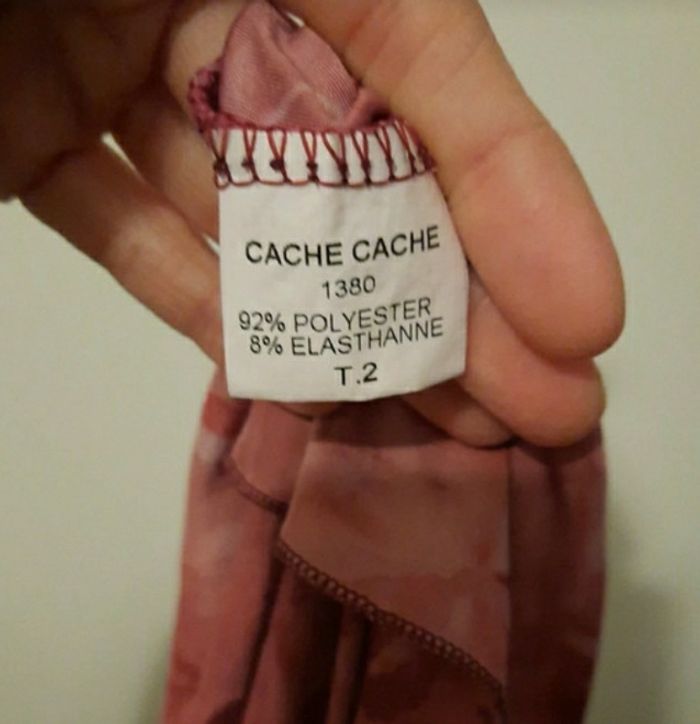 CACHE CACHE
1380
92% POLYESTER
8% ELASTHANNE
T.2